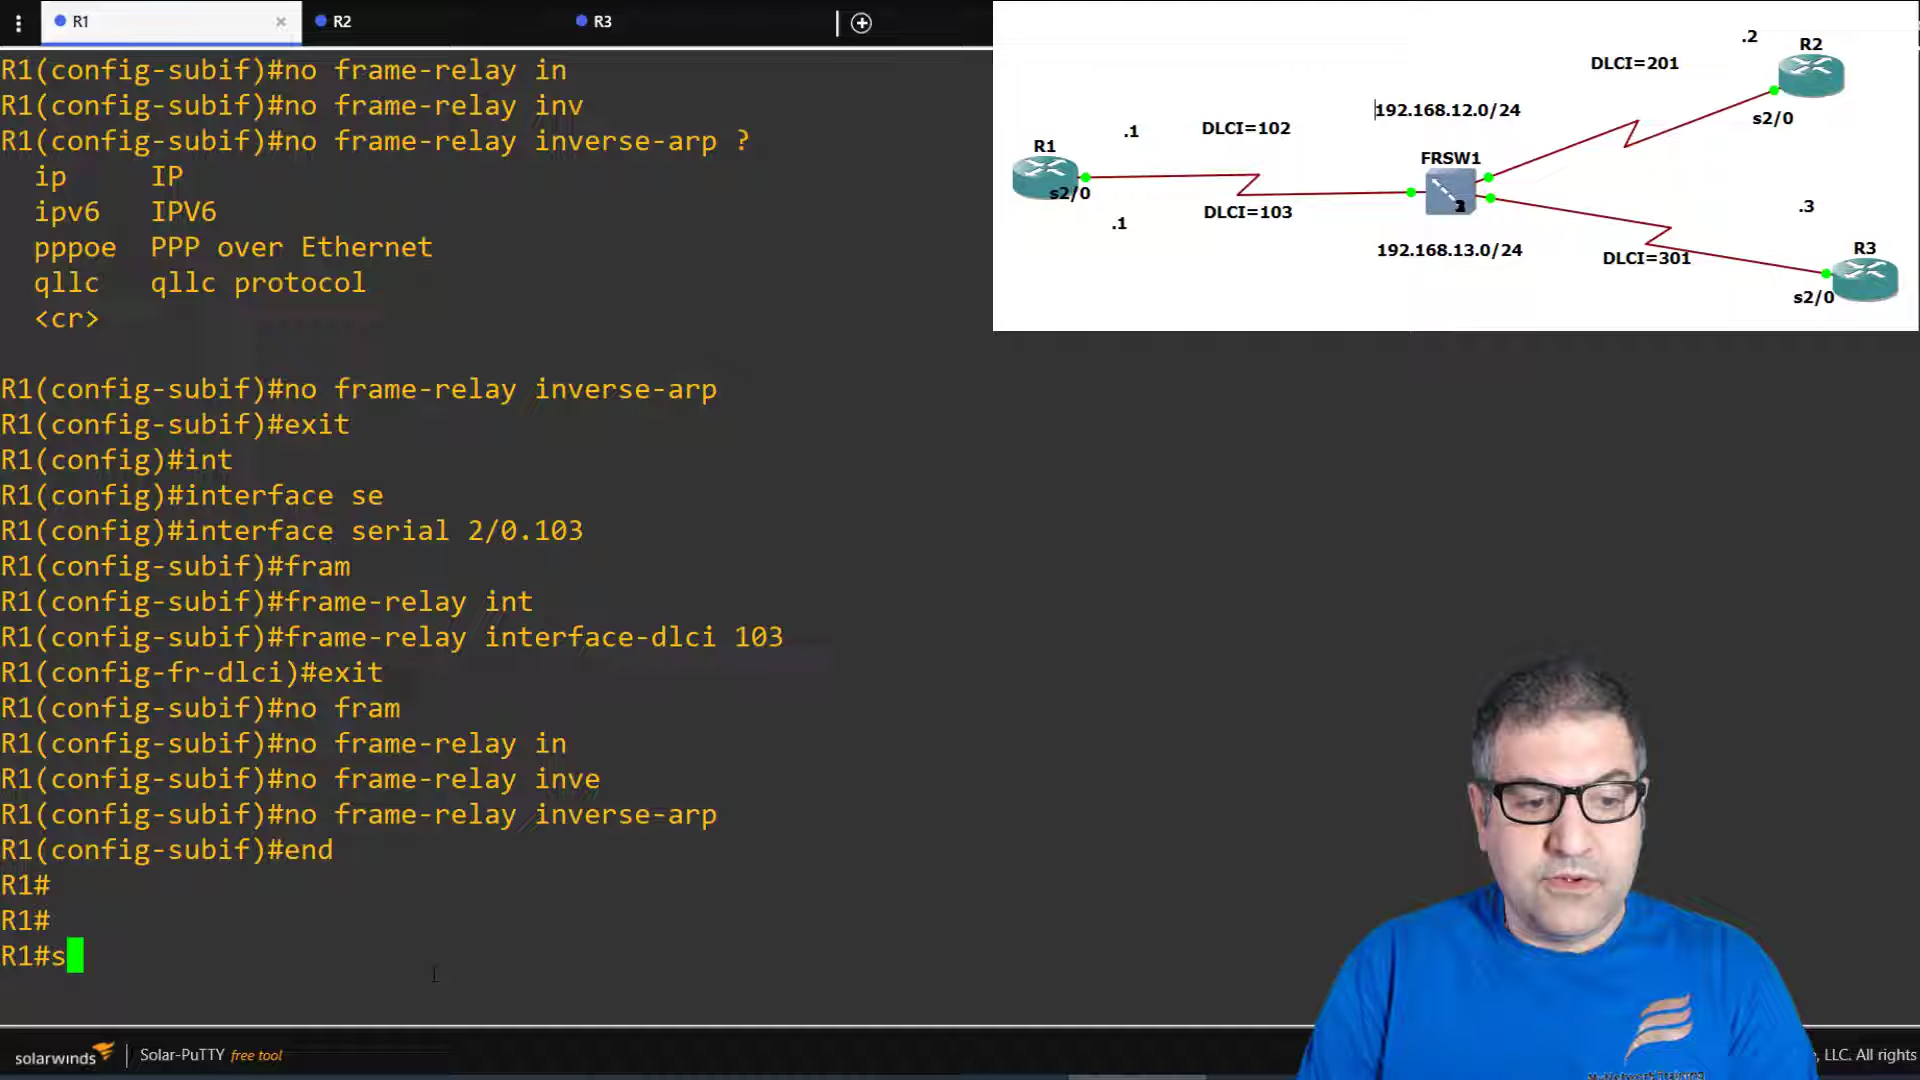 R1
R2
R3
R1(config-subif)#no frame-relay in
R1(config-subif)#no frame-relay inv
R1(config-subif)#no frame-relay inverse-arp ?
ip IP
ipv6 IPV6
pppoe PPP over Ethernet
qllc qllc protocol
<cr>
R1(config-subif)#no frame-relay inverse-arp
R1(config-subif)#exit
R1(config)#int
R1(config)#interface se
R1(config)#interface serial 2/0.103
R1(config-subif)#fram
R1(config-subif)#frame-relay int
R1(config-subif)#frame-relay interface-dlci 103
R1(config-fr-dlci)#exit
R1(config-subif)#no fram
R1(config-subif)#no frame-relay in
R1(config-subif)#no frame-relay inve
R1(config-subif)#no frame-relay inverse-arp
R1(config-subif)#end
R1#
R1#
R1#s
.2
R2
DLCI=201
192.168.12.0/24
s2/0
.1
DLCI=102
R1
FRSW1
s2/0
DLCI=103
.1
.3
192.168.13.0/24
DLCI=301
R3
s2/0
solarwinds
Solar-PuTTY free tool
, LLC. All rights